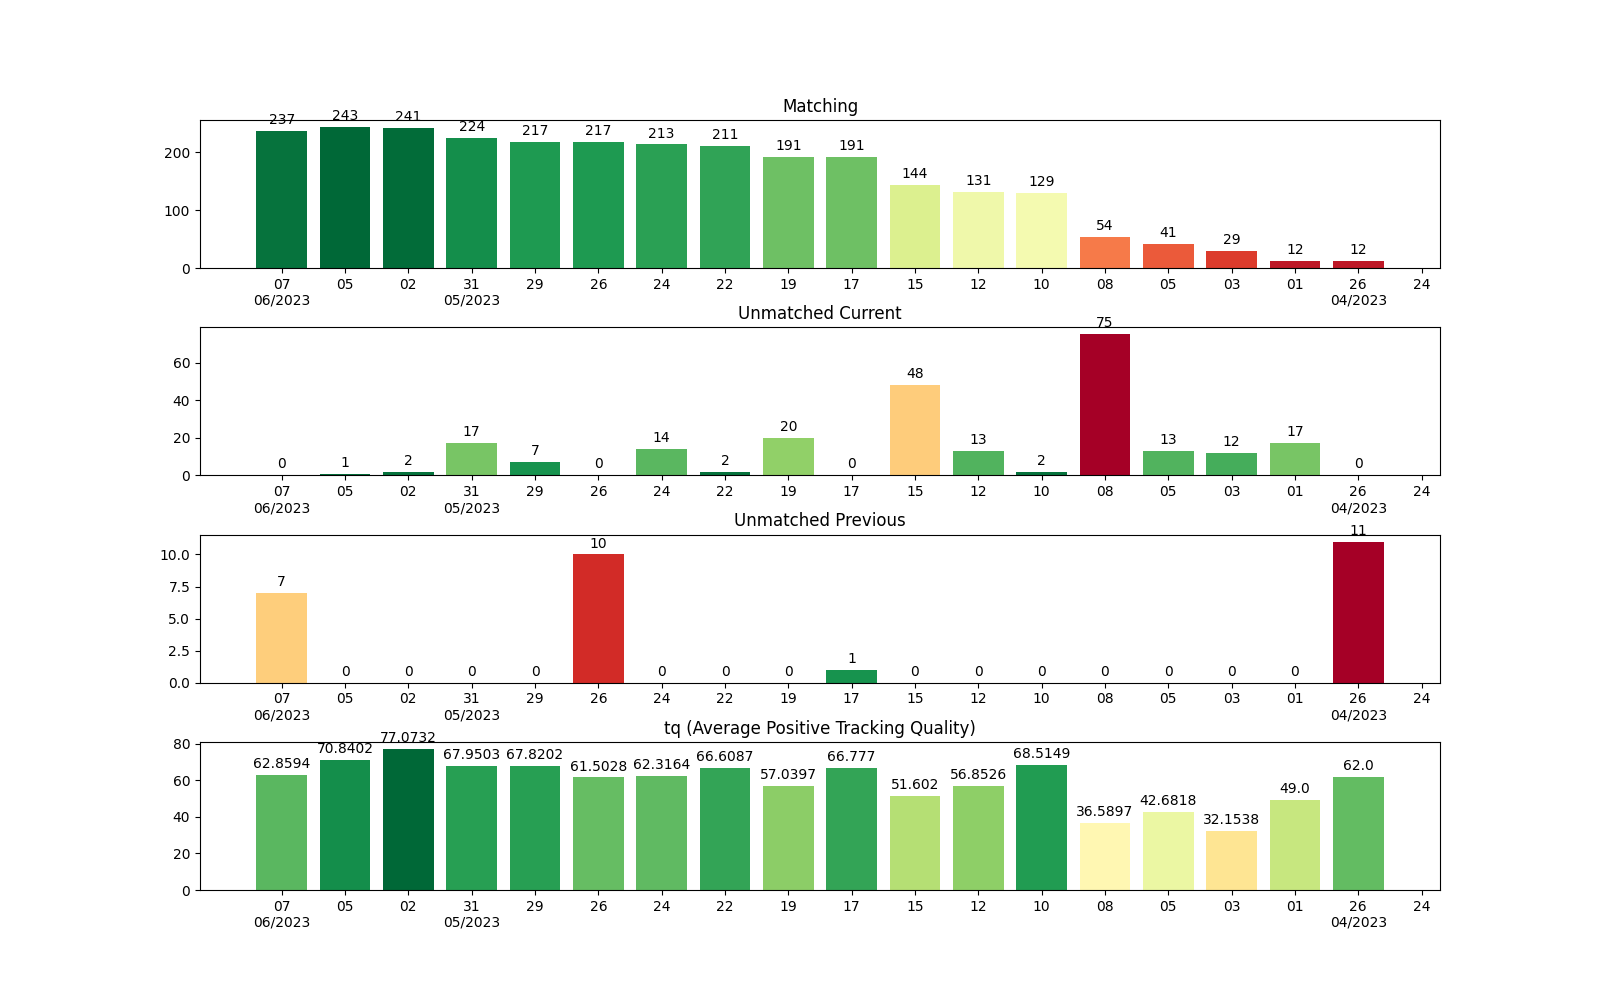 Matching
237 243 241 224 217 217 213 211 191 191 144 131 129 54 41 29 12 12
200
100
0
07 05 02 31 29 26 24 22 19 17 15 12 10 08 05 03 01 26 24
06/2023 05/2023 04/2023
Unmatched Current
0 1 2 17 7 0 14 2 20 0 48 13 2 75 13 12 17 0
60
40
20
0
07 05 02 31 29 26 24 22 19 17 15 12 10 08 05 03 01 26 24
06/2023 05/2023 04/2023
Unmatched Previous
7 0 0 0 0 10 0 0 0 1 0 0 0 0 0 0 0 11
10.0
7.5
5.0
2.5
0.0
07 05 02 31 29 26 24 22 19 17 15 12 10 08 05 03 01 26 24
06/2023 05/2023 04/2023
tq (Average Positive Tracking Quality)
62.8594 70.8402 77.0732 67.9503 67.8202 61.5028 62.3164 66.6087 57.0397 66.777 51.602 56.8526 68.5149 36.5897 42.6818 32.1538 49.0 62.0
80
60
40
20
0
07 05 02 31 29 26 24 22 19 17 15 12 10 08 05 03 01 26 24
06/2023 05/2023 04/2023